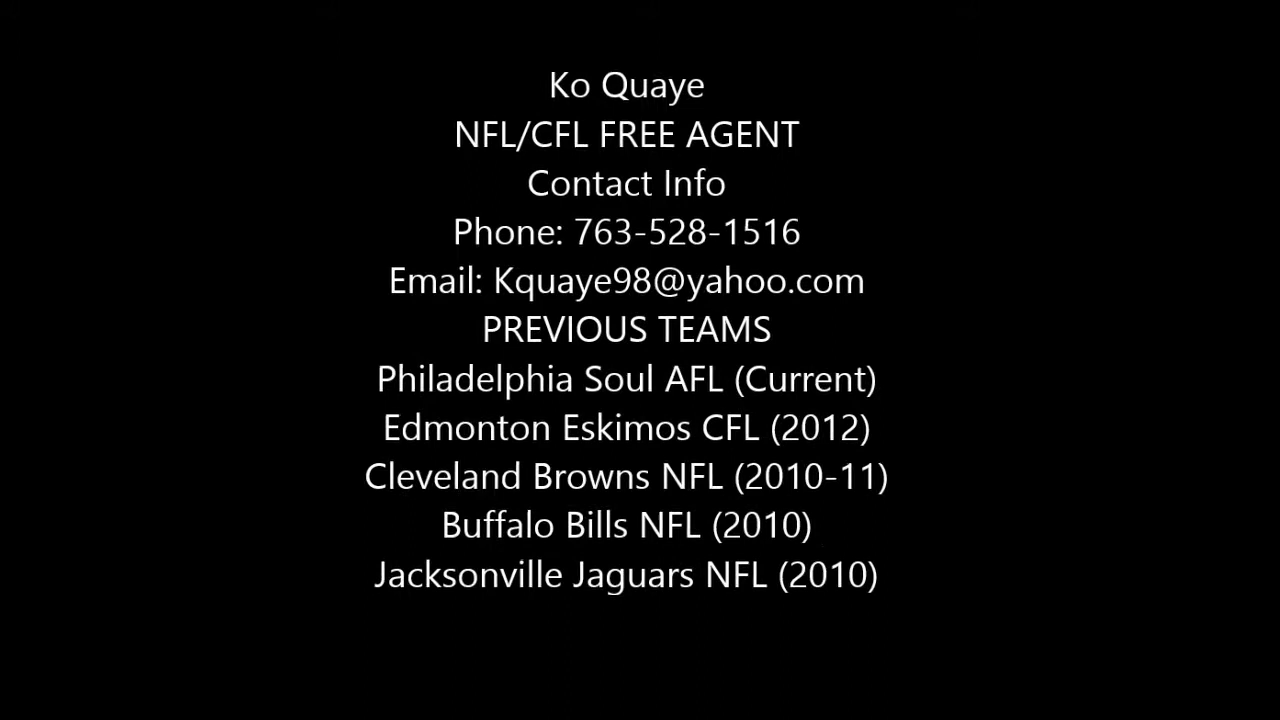 Ko Quaye
NFL/CFL FREE AGENT
Contact Info
Phone: 763-528-1516
Email: Kquaye98@yahoo.com
PREVIOUS TEAMS
Philadelphia Soul AFL (Current)
Edmonton Eskimos CFL (2012)
Cleveland Browns NFL (2010-11)
Buffalo Bills NFL (2010)
Jacksonville Jaguars NFL (2010)